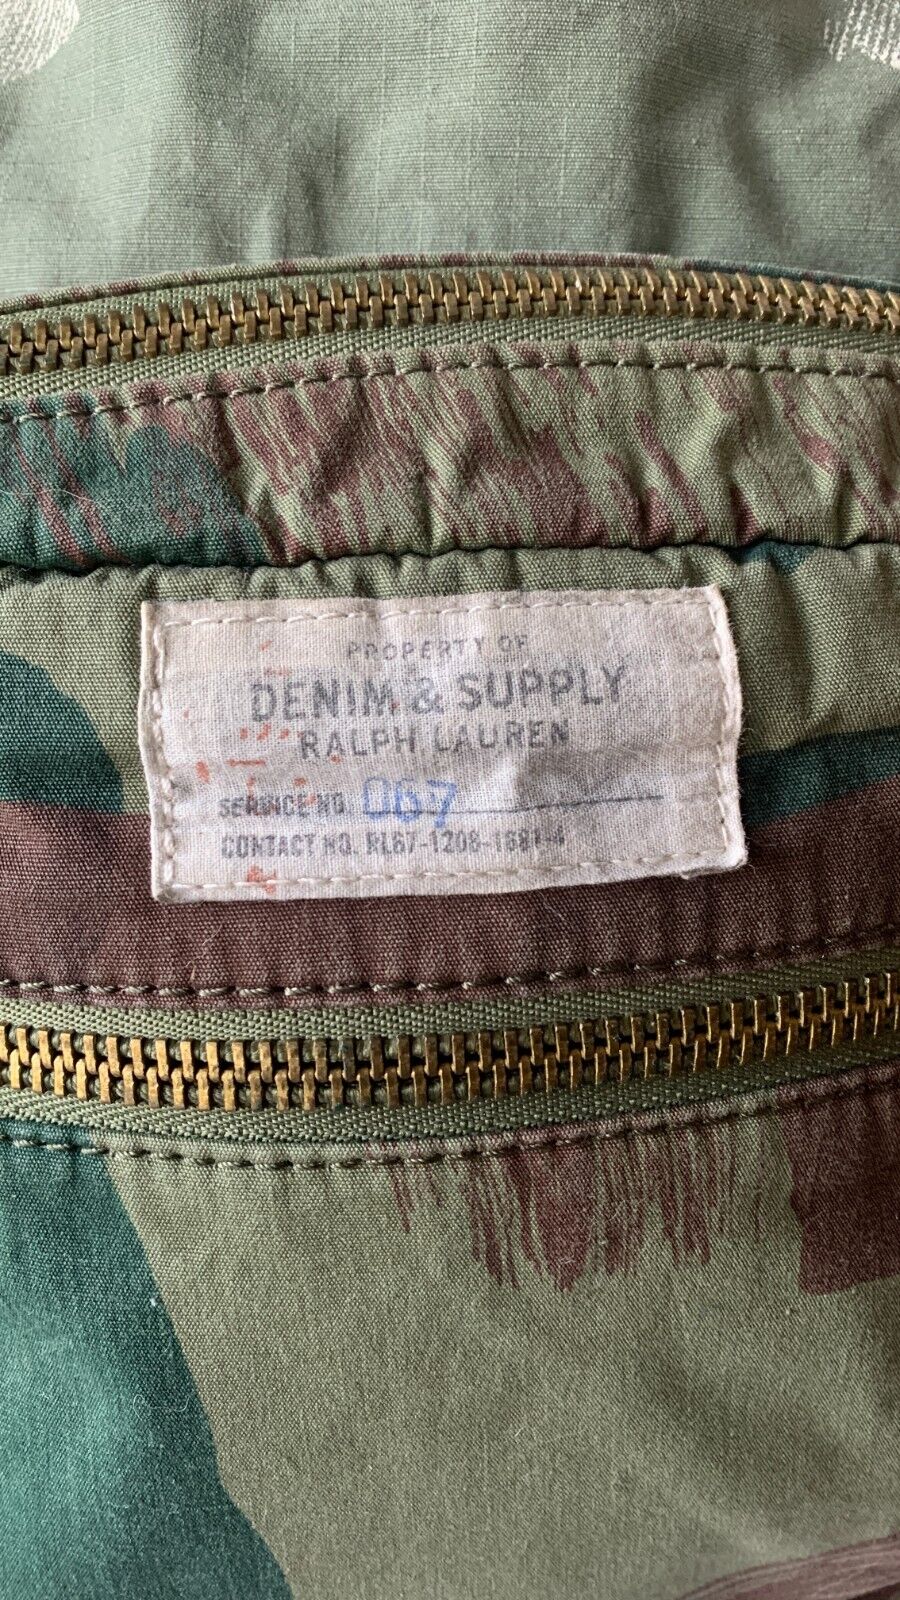 PROPERTY OF
DENIM & SUPPLY
RALPH LAUREN
SERVICE NO. 067
CONTACT NO. RL67-1208-1681-4